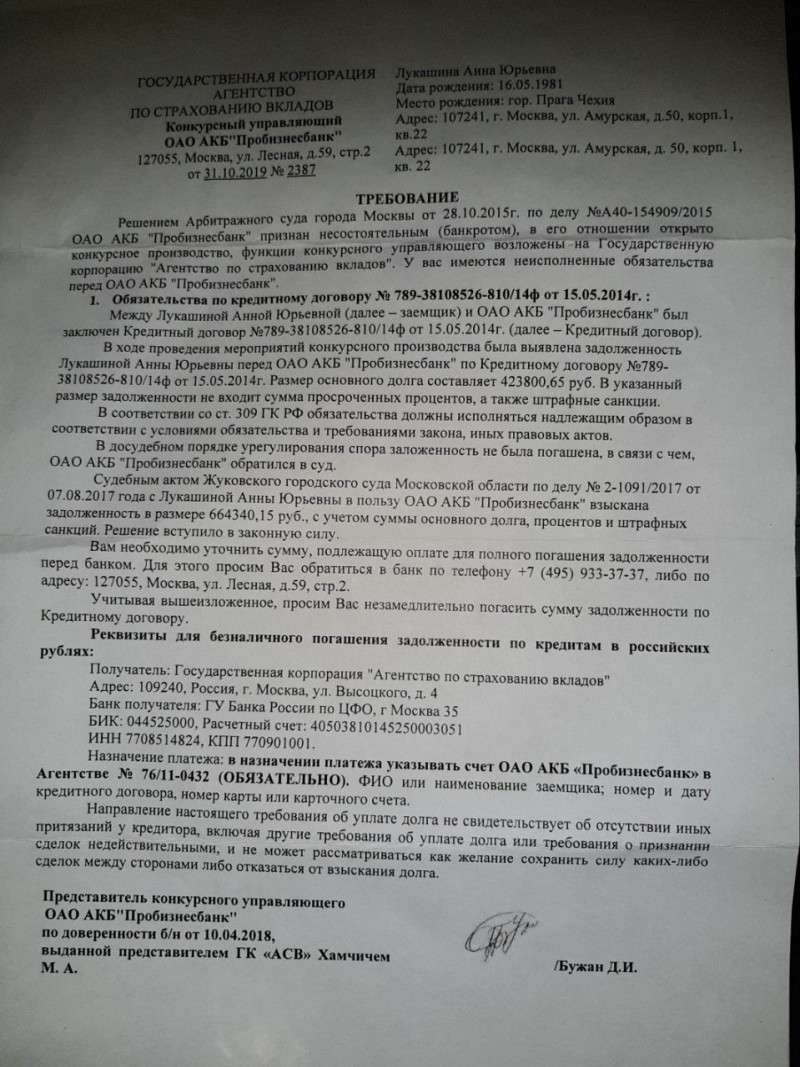 ГОСУДАРСТВЕННАЯ КОРПОРАЦИЯ
АГЕНТСТВО
ПО СТРАХОВАНИЮ ВКЛАДОВ
Конкурсный управляющий
ОАО АКБ"Пробизнесбанк"
127055, Москва, ул. Лесная, д.59, стр.2
от 31.10.2019 № 2387
Лукашина Анна Юрьевна
Дата рождения: 16.05.1981
Место рождения: гор. Прага Чехия
Адрес: 107241, г. Москва, ул. Амурская, д.50, корп.1,
кв.22
Адрес: 107241, г. Москва, ул. Амурская, д. 50, корп. 1,
кв. 22
ТРЕБОВАНИЕ
Решением Арбитражного суда города Москвы от 28.10.2015г. по делу №А40-154909/2015
ОАО АКБ "Пробизнесбанк" признан несостоятельным (банкротом), в его отношении открыто
конкурсное производство, функции конкурсного управляющего возложены на Государственную
корпорацию "Агентство по страхованию вкладов". У вас имеются неисполненные обязательства
перед ОАО АКБ "Пробизнесбанк".
1. Обязательства по кредитному договору № 789-38108526-810/14ф от 15.05.2014г. :
Между Лукашиной Анной Юрьевной (далее – заемщик) и ОАО АКБ "Пробизнесбанк" был
заключен Кредитный договор №789-38108526-810/14ф от 15.05.2014г. (далее – Кредитный договор).
В ходе проведения мероприятий конкурсного производства была выявлена задолженность
Лукашиной Анны Юрьевны перед ОАО АКБ "Пробизнесбанк" по Кредитному договору №789-
38108526-810/14ф от 15.05.2014г. Размер основного долга составляет 423800,65 руб. В указанный
размер задолженности не входит сумма просроченных процентов, а также штрафные санкции.
В соответствии со ст. 309 ГК РФ обязательства должны исполняться надлежащим образом в
соответствии с условиями обязательства и требованиями закона, иных правовых актов.
В досудебном порядке урегулирования спора заложенность не была погашена, в связи с чем,
ОАО АКБ "Пробизнесбанк" обратился в суд.
Судебным актом Жуковского городского суда Московской области по делу № 2-1091/2017 от
07.08.2017 года с Лукашиной Анны Юрьевны в пользу ОАО АКБ "Пробизнесбанк" взыскана
задолженность в размере 664340,15 руб., с учетом суммы основного долга, процентов и штрафных
санкций. Решение вступило в законную силу.
Вам необходимо уточнить сумму, подлежащую оплате для полного погашения задолженности
перед банком. Для этого просим Вас обратиться в банк по телефону +7 (495) 933-37-37, либо по
адресу: 127055, Москва, ул. Лесная, д.59, стр.2.
Учитывая вышеизложенное, просим Вас незамедлительно погасить сумму задолженности по
Кредитному договору.
Реквизиты для безналичного погашения задолженности по кредитам в российских
рублях:
Получатель: Государственная корпорация "Агентство по страхованию вкладов"
Адрес: 109240, Россия, г. Москва, ул. Высоцкого, д. 4
Банк получателя: ГУ Банка России по ЦФО, г Москва 35
БИК: 044525000, Расчетный счет: 40503810145250003051
ИНН 7708514824, КПП 770901001.
Назначение платежа: в назначении платежа указывать счет ОАО АКБ «Пробизнесбанк» в
Агентстве № 76/11-0432 (ОБЯЗАТЕЛЬНО). ФИО или наименование заемщика; номер и дату
кредитного договора, номер карты или карточного счета.
Направление настоящего требования об уплате долга не свидетельствует об отсутствии иных
притязаний у кредитора, включая другие требования об уплате долга или требования о признании
сделок недействительными, и не может рассматриваться как желание сохранить силу каких-либо
сделок между сторонами либо отказаться от взыскания долга.
Представитель конкурсного управляющего
ОАО АКБ"Пробизнесбанк"
по доверенности б/н от 10.04.2018,
выданной представителем ГК «АСВ» Хамчичем
М. А.
/Бужан Д.И.